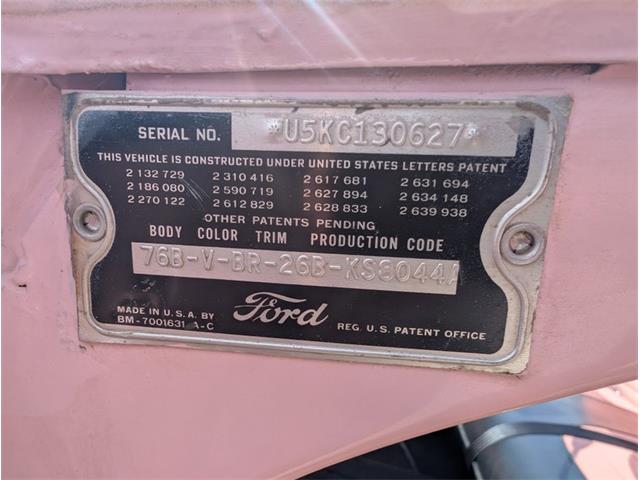 SERIAL NO. *U5KC130627*
THIS VEHICLE IS CONSTRUCTED UNDER UNITED STATES LETTERS PATENT
2 132 729 2 310 416 2 617 681 2 631 694
2 186 080 2 590 719 2 627 894 2 634 148
2 270 122 2 612 829 2 628 833 2 639 938
OTHER PATENTS PENDING
BODY COLOR TRIM PRODUCTION CODE
76B-V-BR-26B-KS8044A
MADE IN U.S.A. BY Ford REG. U.S. PATENT OFFICE
BM-7001631 A-C